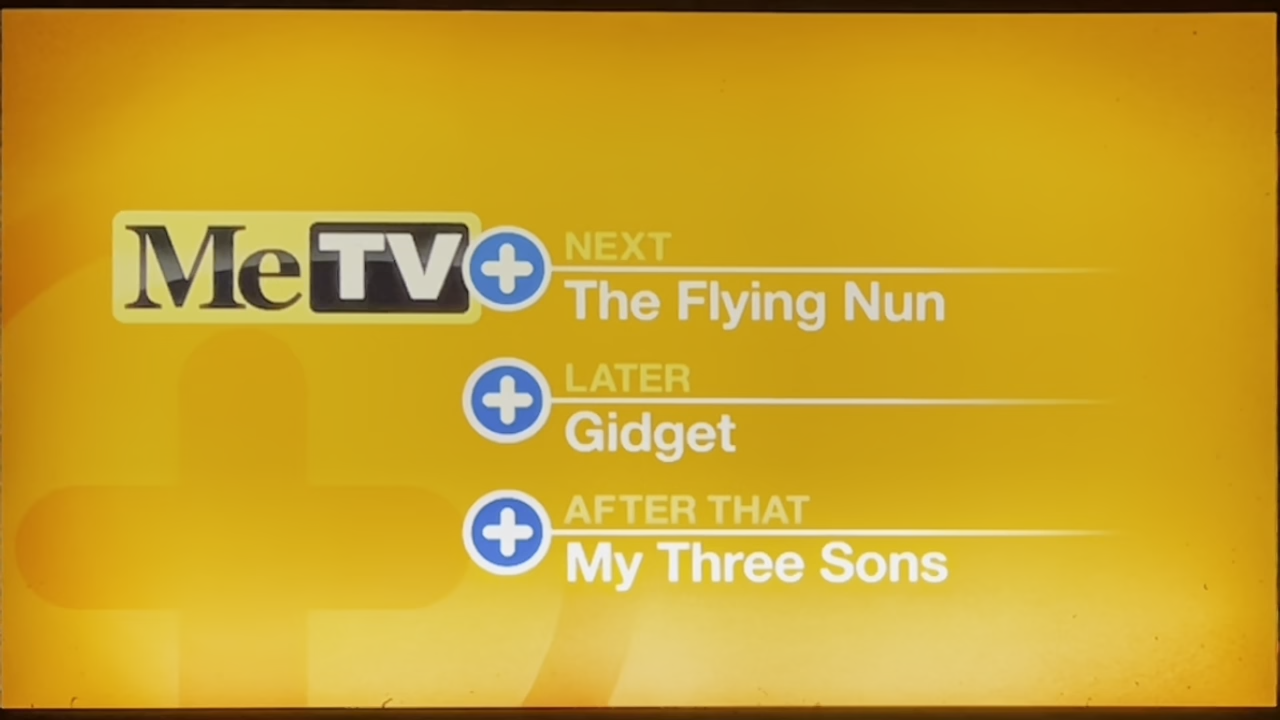 MeTV+
NEXT
The Flying Nun
LATER
Gidget
AFTER THAT
My Three Sons